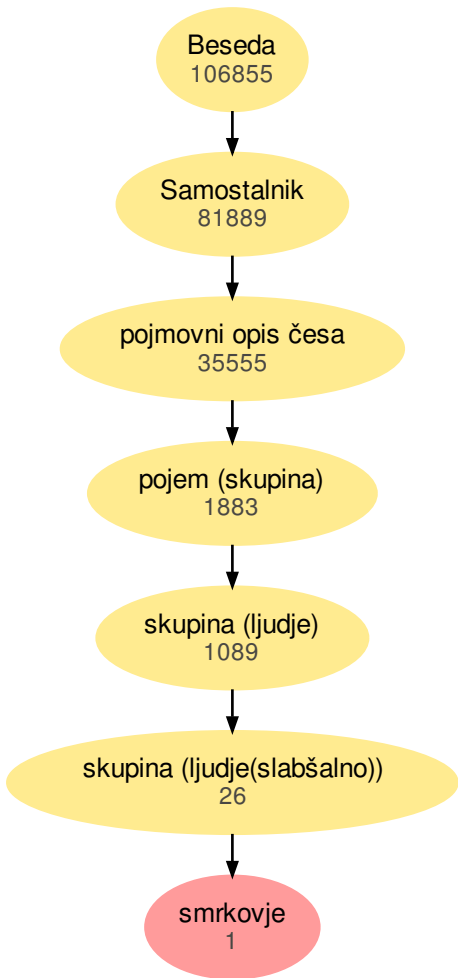 Beseda
106855
Samostalnik
81889
pojmovni opis česa
35555
pojem (skupina)
1883
skupina (ljudje)
1089
skupina (ljudje(slabšalno))
26
smrkovje
1